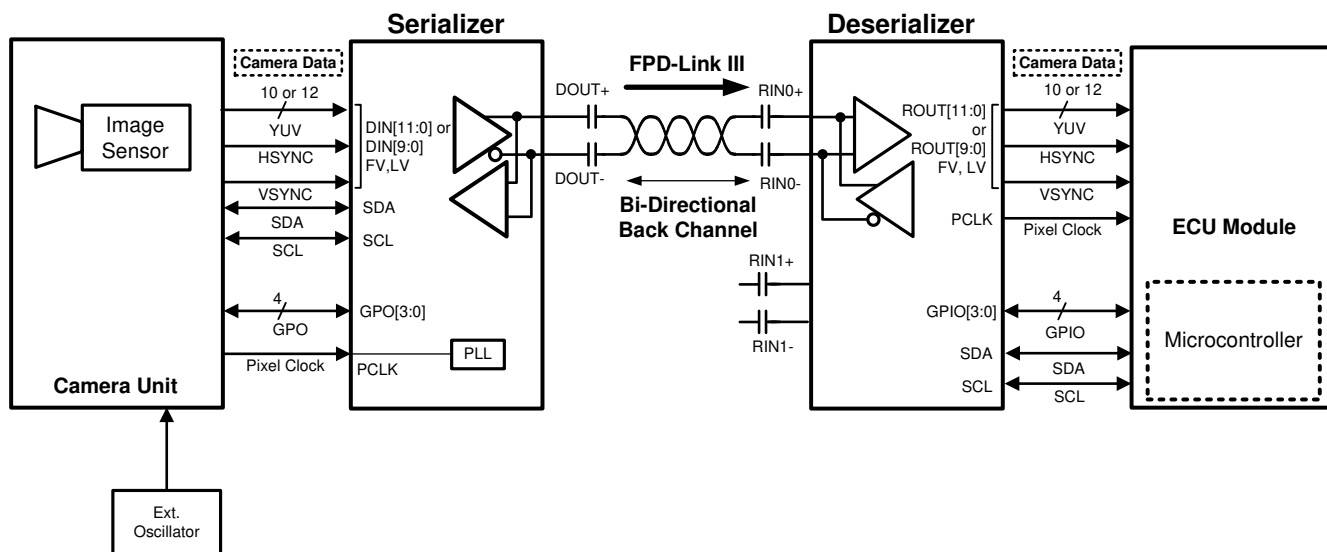 Serializer
Deserializer
Camera Data
FPD-Link III
Camera Data
10 or 12
YUV
HSYNC
VSYNC
SDA
SCL
4
GPO
Pixel Clock
Image
Sensor
Camera Unit
Ext.
Oscillator
DIN[11:0] or
DIN[9:0]
FV,LV
SDA
SCL
GPO[3:0]
PCLK
PLL
DOUT+
DOUT-
RIN0+
RIN0-
Bi-Directional
Back Channel
RIN1+
RIN1-
ROUT[11:0]
or
ROUT[9:0]
FV, LV
PCLK
GPIO[3:0]
SDA
SCL
10 or 12
YUV
HSYNC
VSYNC
Pixel Clock
4
GPIO
SDA
SCL
ECU Module
Microcontroller